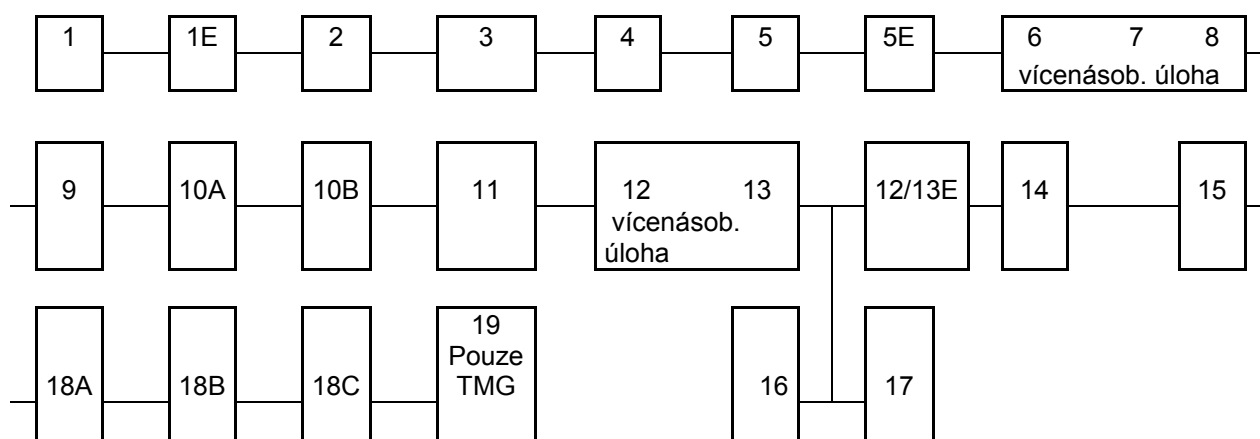 1 1E 2 3 4 5 5E 6 7 8
vícenásob. úloha
9 10A 10B 11 12 13 12/13E 14 15
vícenásob.
úloha
19
Pouze
TMG
18A 18B 18C 16 17